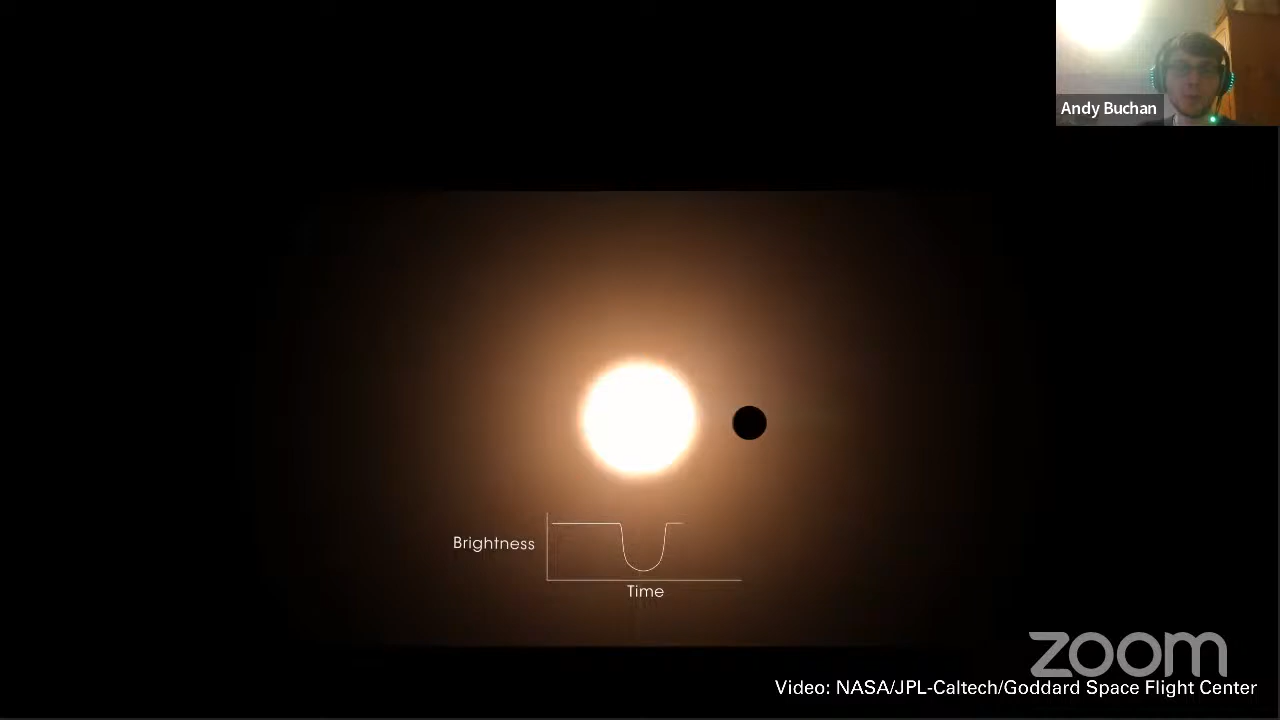 Andy Buchan
Brightness
Time
zoom
Video: NASA/JPL-Caltech/Goddard Space Flight Center